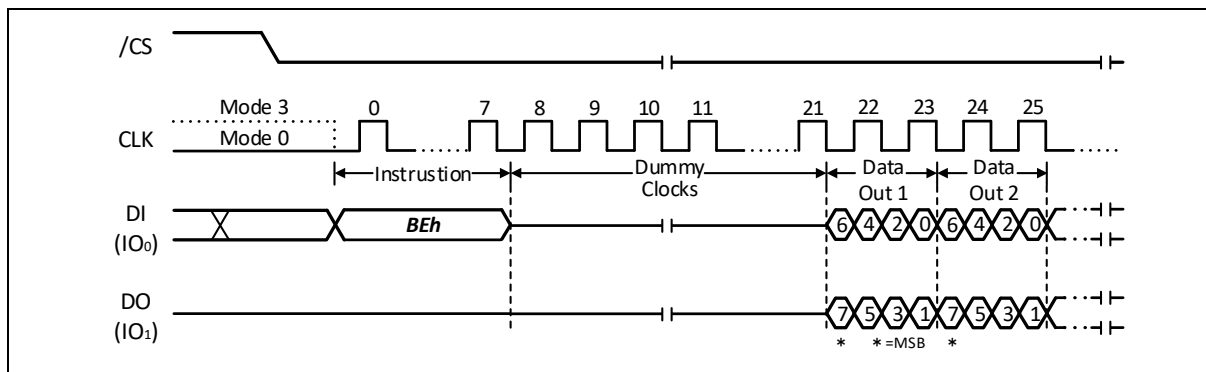 /CS
Mode 3 0 7 8 9 10 11 21 22 23 24 25
CLK Mode 0
Instrustion Dummy Clocks Data Out 1 Data Out 2
DI (IO0) BEh 6 4 2 0 6 4 2 0
DO (IO1) 7 5 3 1 7 5 3 1
* * =MSB *